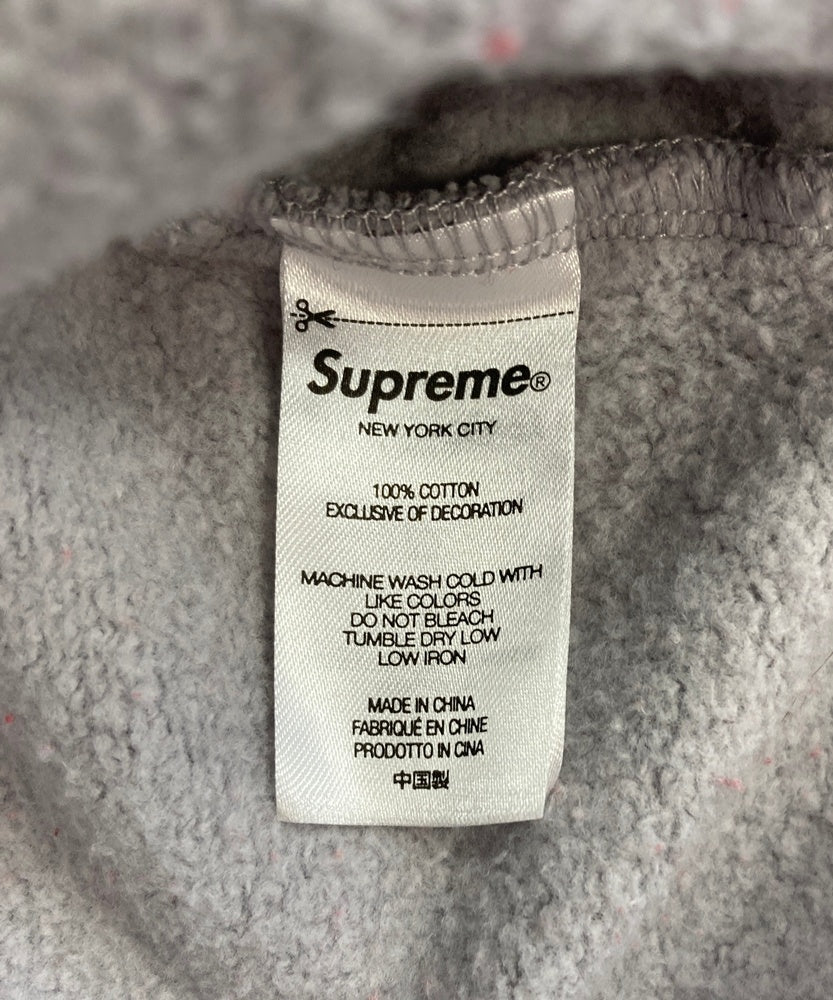 Supreme®
NEW YORK CITY
100% COTTON
EXCLUSIVE OF DECORATION
MACHINE WASH COLD WITH
LIKE COLORS
DO NOT BLEACH
TUMBLE DRY LOW
LOW IRON
MADE IN CHINA
FABRIQUÉ EN CHINE
PRODOTTO IN CINA
中国製